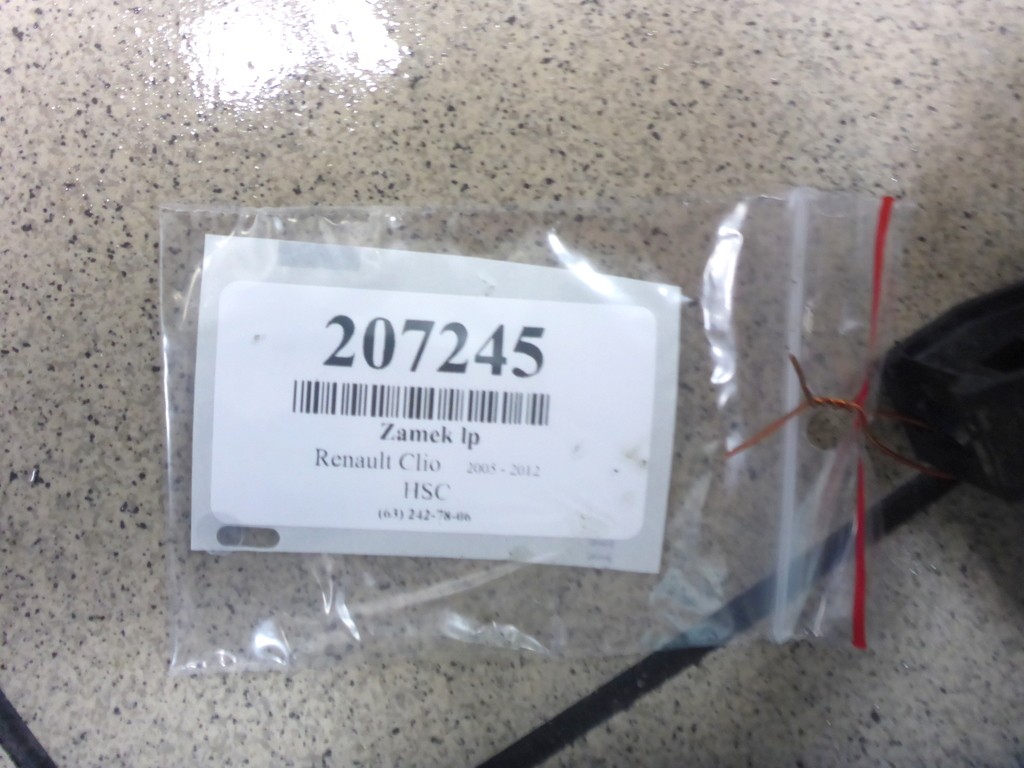 207245
Zamek lp
Renault Clio 2005 - 2012
HSC
(63) 242-78-06